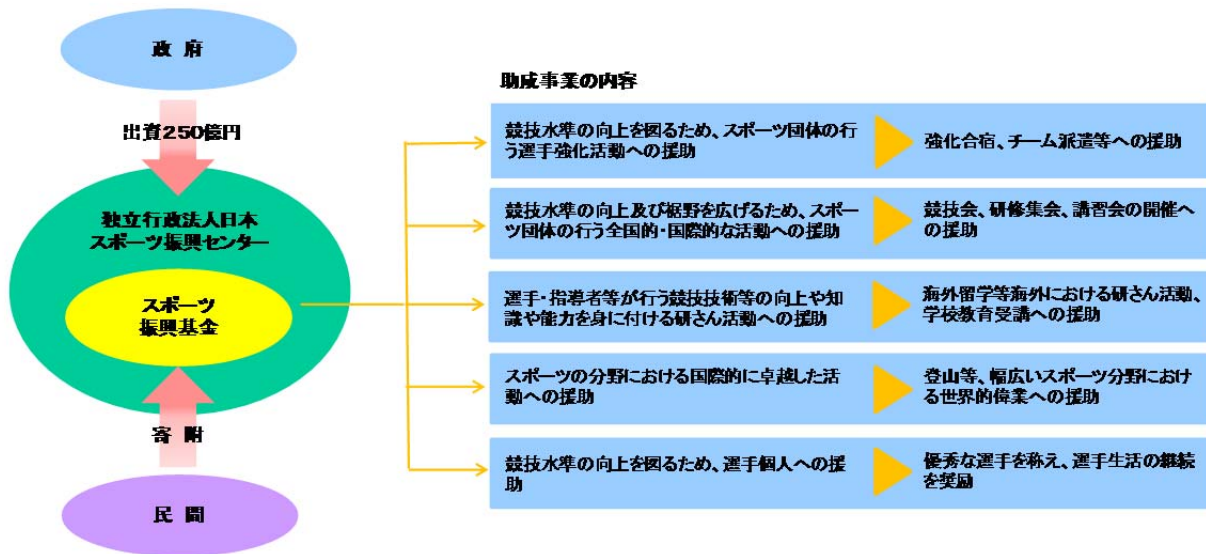 政 府
出資250億円
独立行政法人日本
スポーツ振興センター
スポーツ
振興基金
寄 附
民 間
助成事業の内容
競技水準の向上を図るため、スポーツ団体の行
う選手強化活動への援助
強化合宿、チーム派遣等への援助
競技水準の向上及び裾野を広げるため、スポー
ツ団体の行う全国的・国際的な活動への援助
競技会、研修集会、講習会の開催へ
の援助
選手・指導者等が行う競技技術等の向上や知
識や能力を身に付ける研さん活動への援助
海外留学等海外における研さん活動、
学校教育受講への援助
スポーツの分野における国際的に卓越した活
動への援助
登山等、幅広いスポーツ分野におけ
る世界的偉業への援助
競技水準の向上を図るため、選手個人への援
助
優秀な選手を称え、選手生活の継続
を奨励